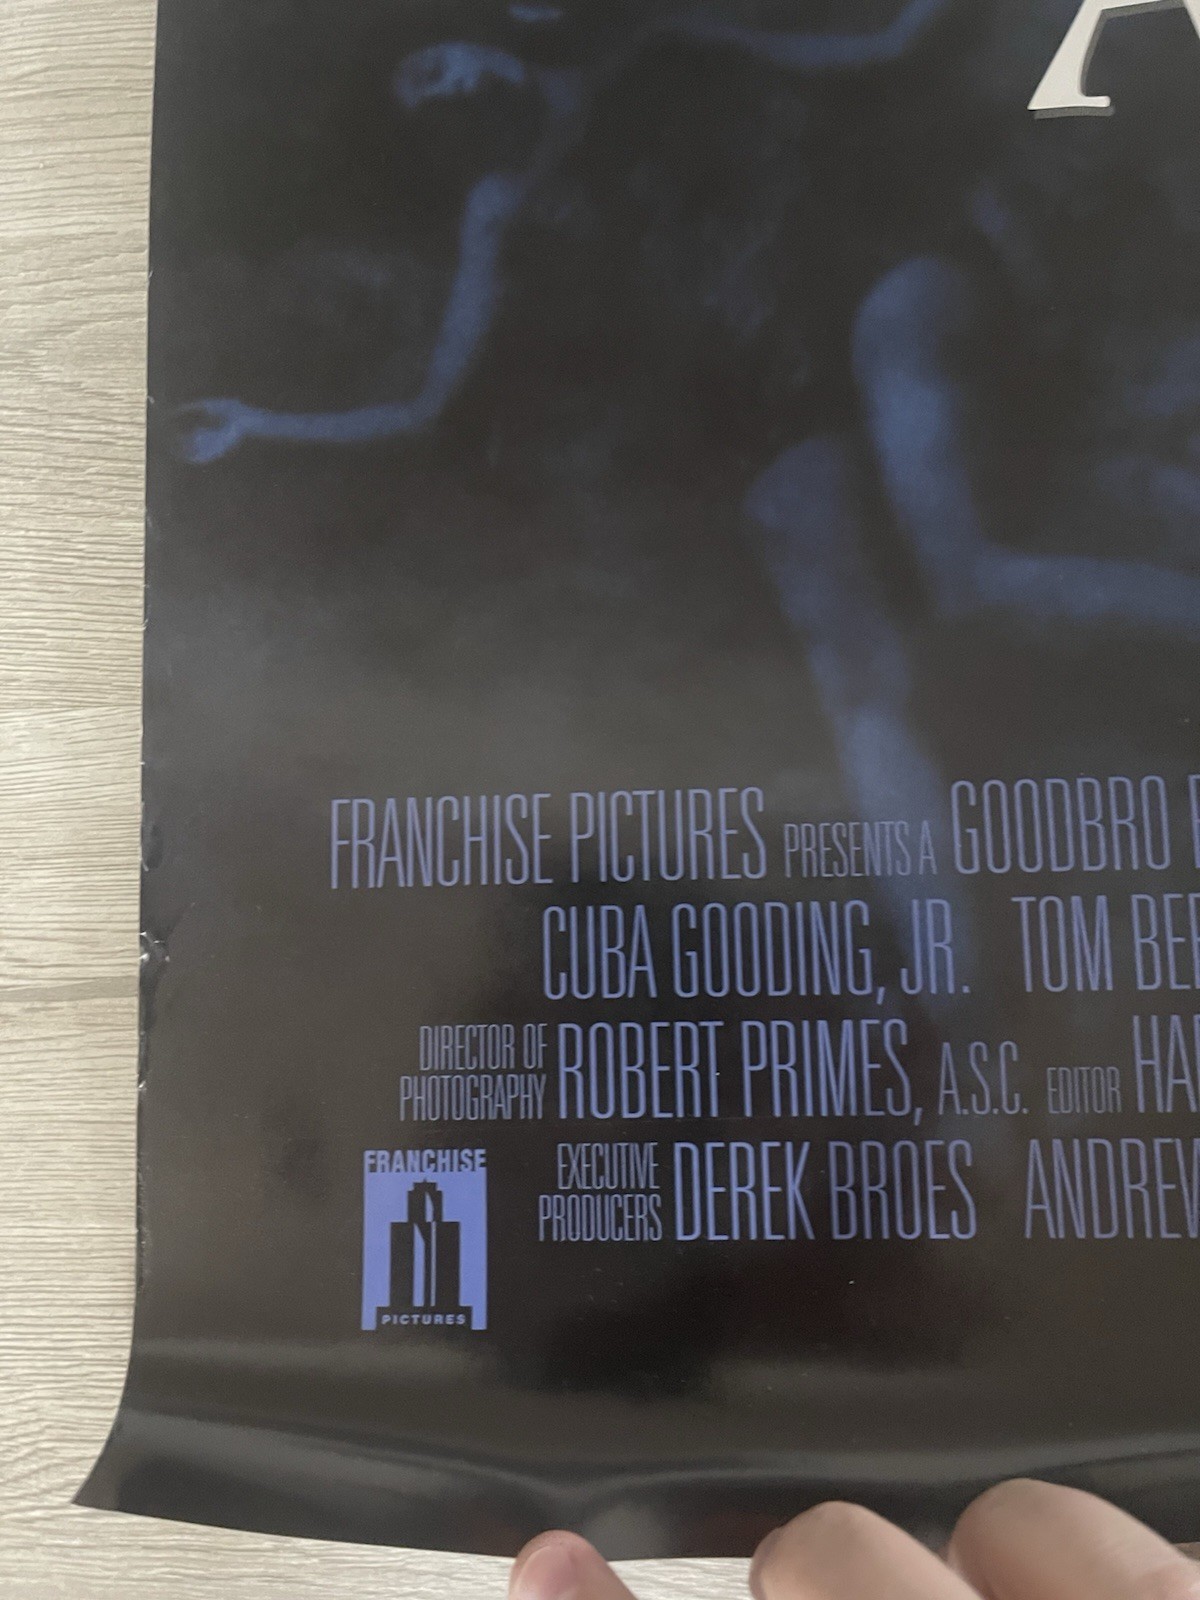 A
FRANCHISE PICTURES PRESENTS A GOODBRO
CUBA GOODING, JR. TOM
DIRECTOR OF PHOTOGRAPHY ROBERT PRIMES, A.S.C. EDITOR
EXECUTIVE PRODUCERS DEREK BROES ANDREW
FRANCHISE
PICTURES